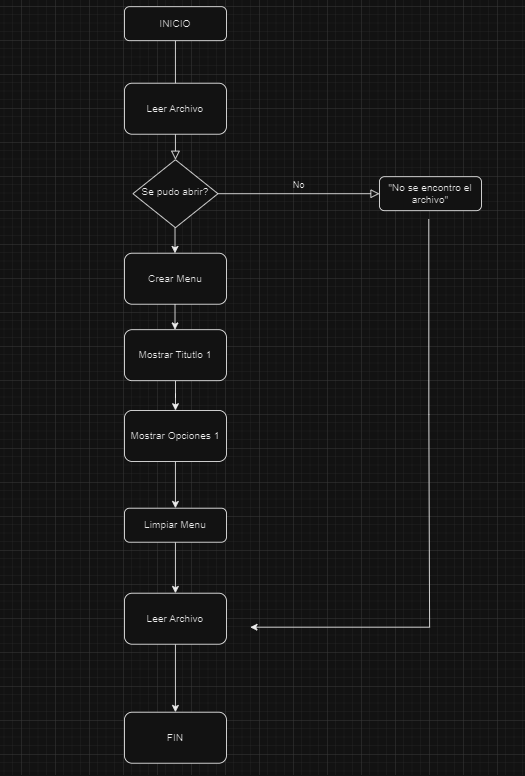 INICIO
Leer Archivo
Se pudo abrir?
No
"No se encontro el
archivo"
Crear Menu
Mostrar Titutlo 1
Mostrar Opciones 1
Limpiar Menu
Leer Archivo
FIN